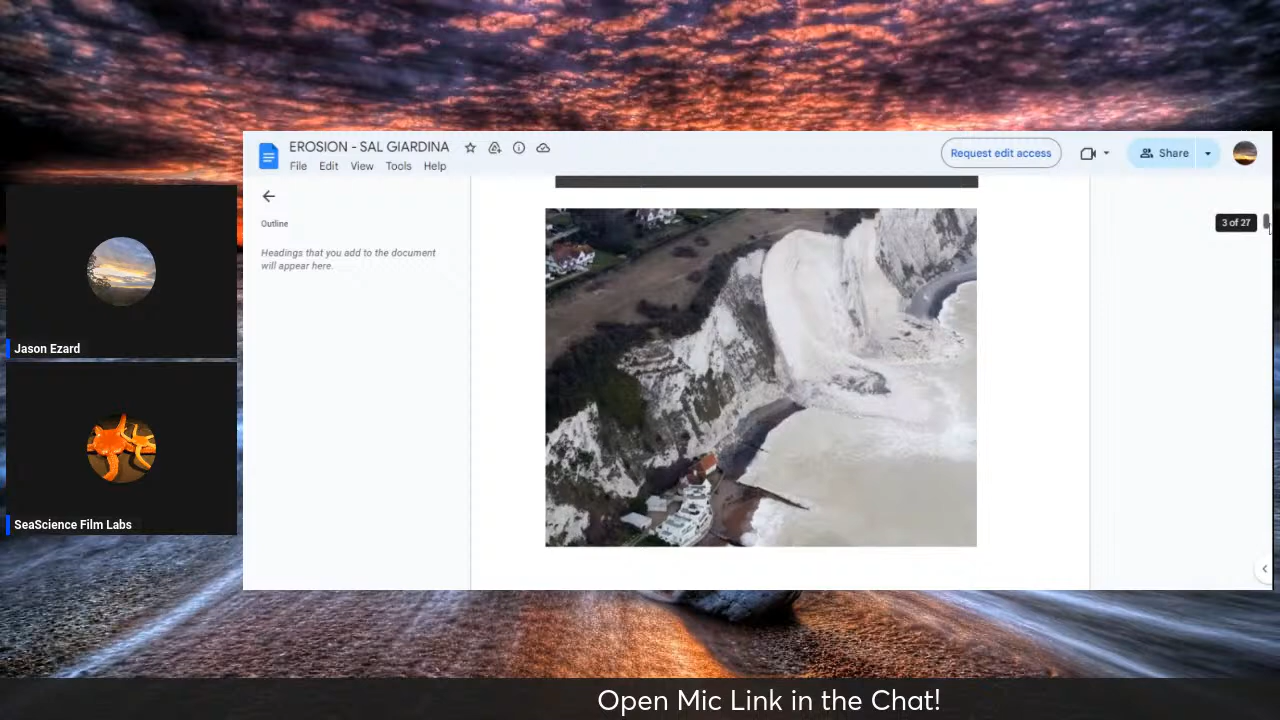 EROSION - SAL GIARDINA
File Edit View Tools Help
Request edit access
Share
Outline
Headings that you add to the document
will appear here.
3 of 27
Jason Ezard
SeaScience Film Labs
Open Mic Link in the Chat!